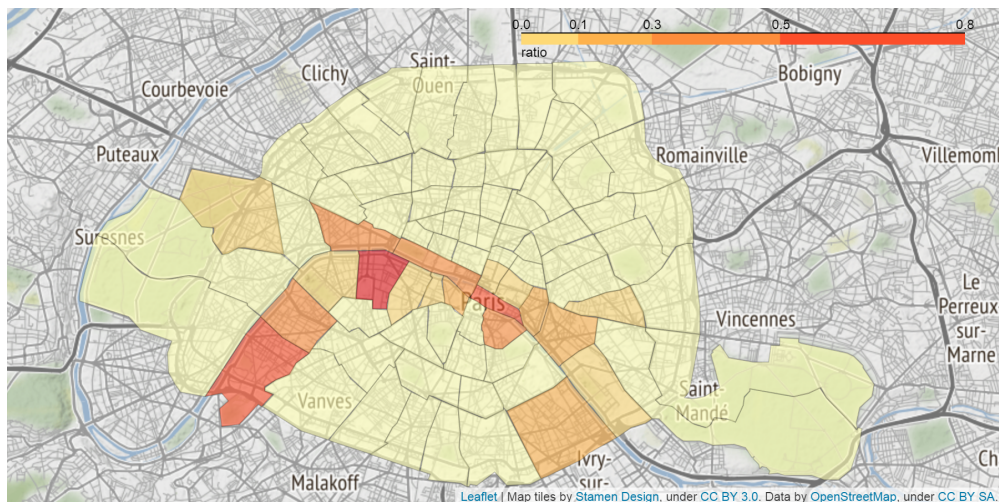 0.0 0.1 0.3 0.5 0.8
ratio
Saint-
Ouen
Clichy
Bobigny
Courbevoie
Puteaux
Romainville
Villemom
Suresnes
Paris
Le
Perreux
sur-
Marne
Vincennes
Saint-
Mandé
Vanves
Ivry-
sur-
Malakoff
Ch
Leaflet | Map tiles by Stamen Design, under CC BY 3.0. Data by OpenStreetMap, under CC BY SA